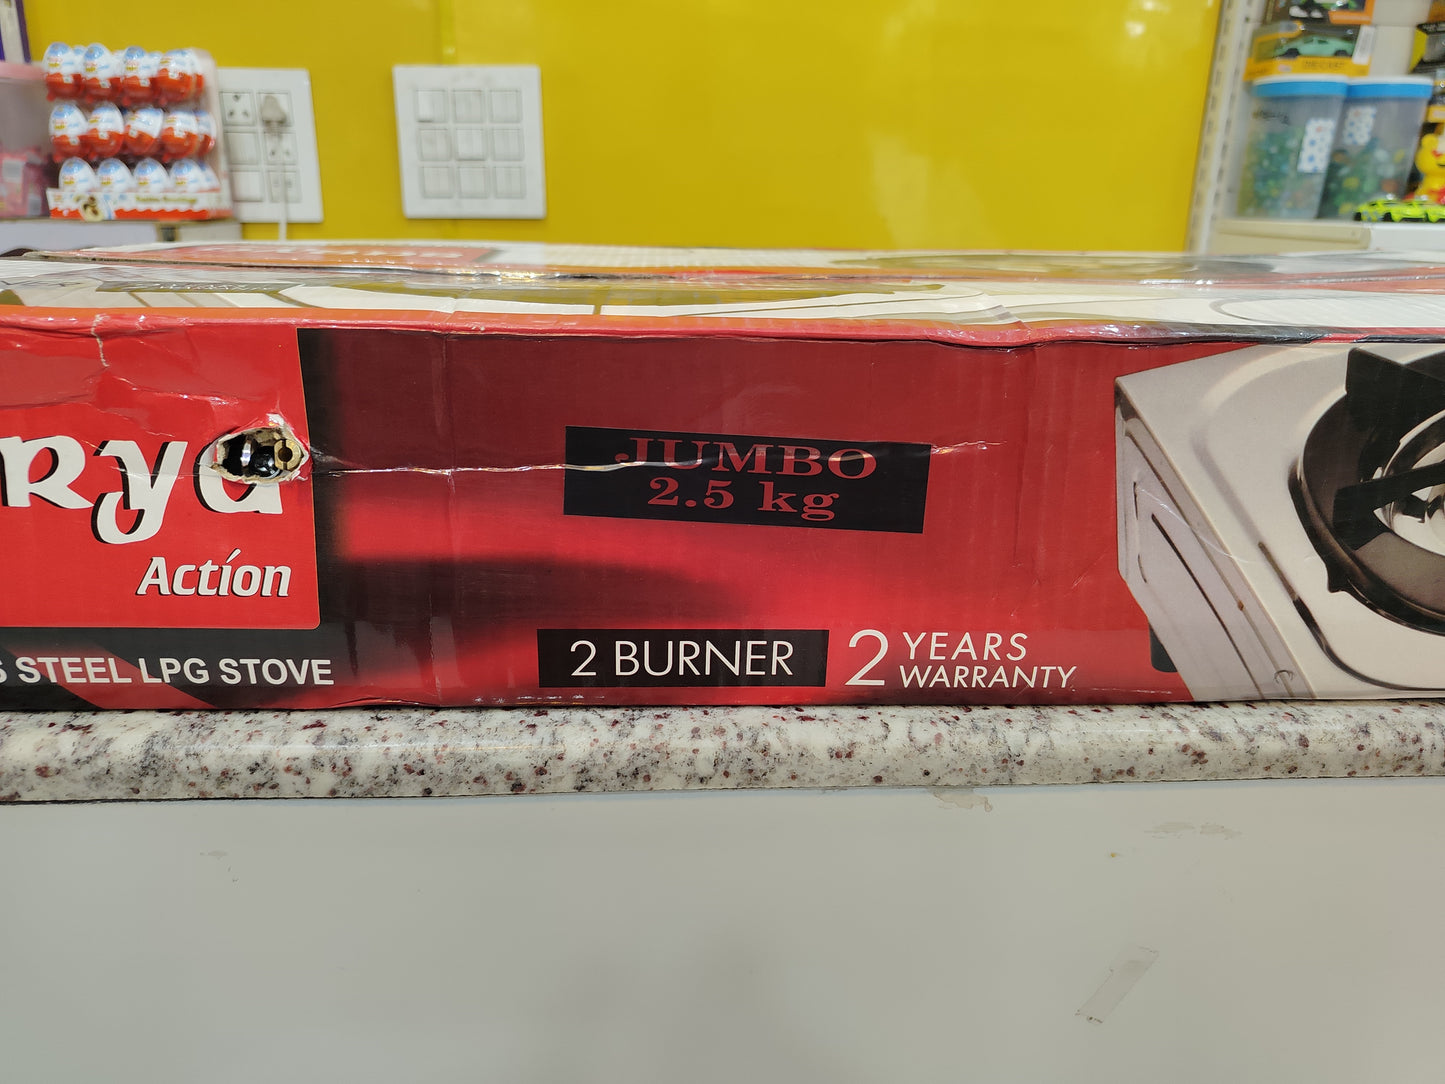 rya
Action
S STEEL LPG STOVE
JUMBO
2.5 kg
2 BURNER
2 YEARS
WARRANTY